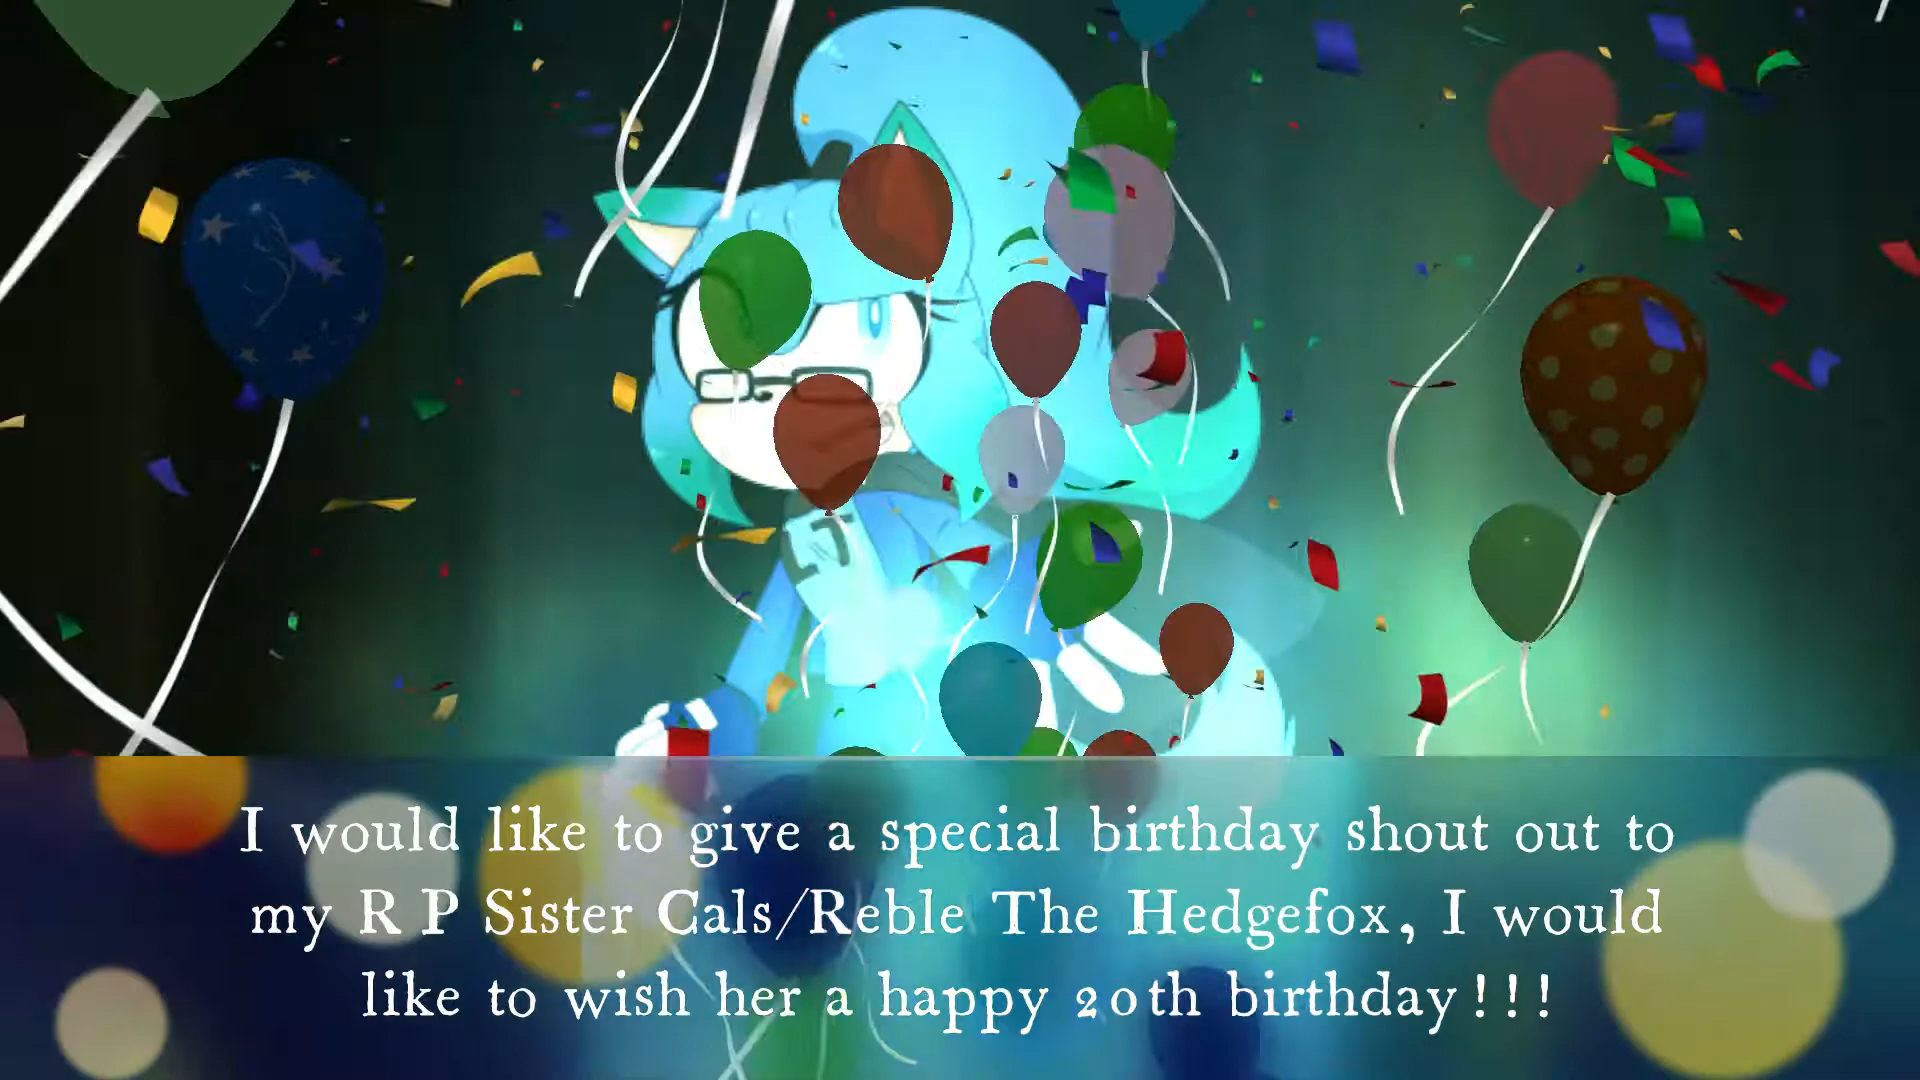 I would like to give a special birthday shout out to
my R P Sister Cals/Reble The Hedgefox, I would
like to wish her a happy 20th birthday!!!